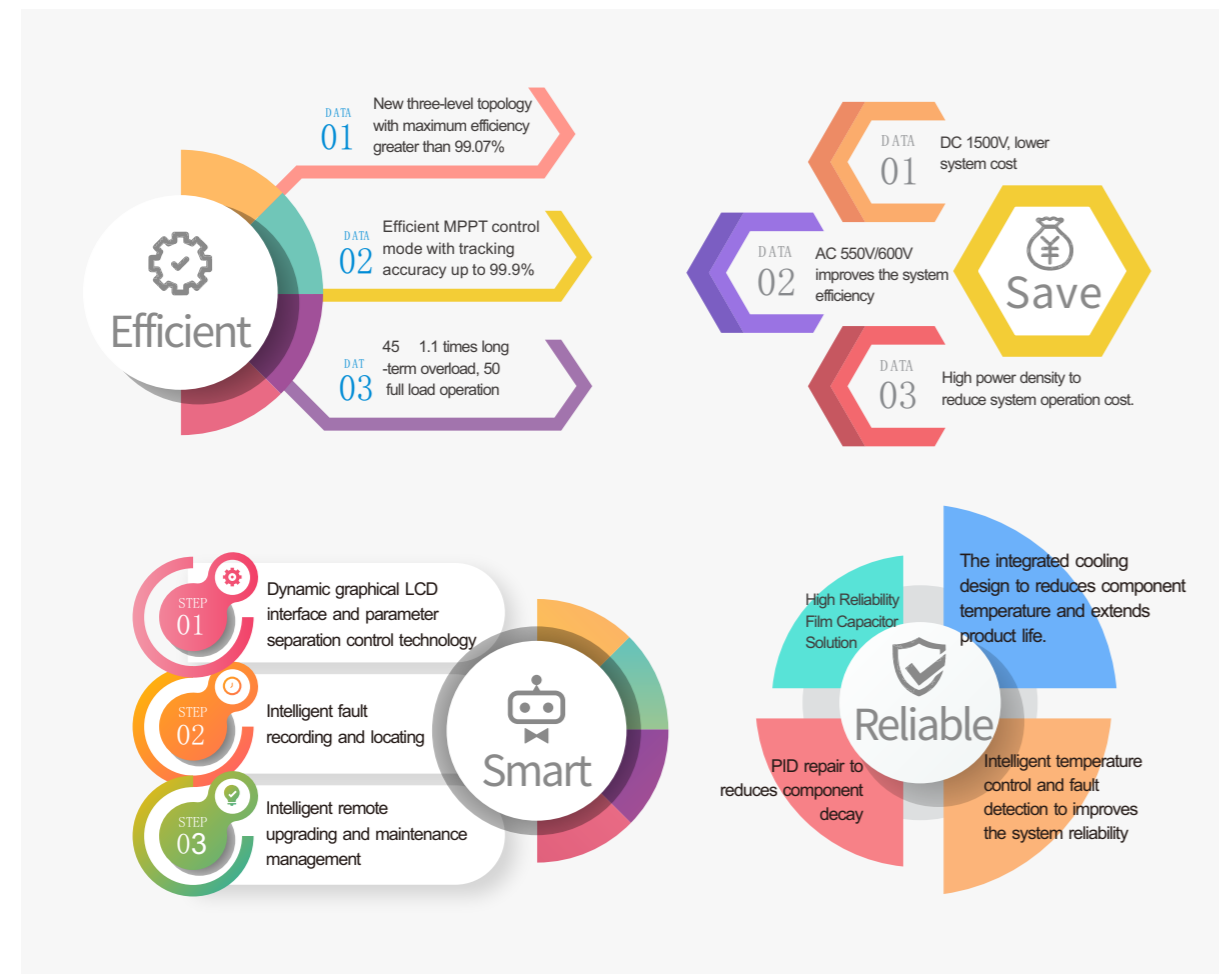 DATA
01
New three-level topology
with maximum efficiency
greater than 99.07%
DATA
02
Efficient MPPT control
mode with tracking
accuracy up to 99.9%
DAT
03
45 1.1 times long
-term overload, 50
full load operation
Efficient
DATA
01
DC 1500V, lower
system cost
DATA
02
AC 550V/600V
improves the system
efficiency
DATA
03
High power density to
reduce system operation cost.
¥
Save
STEP
01
Dynamic graphical LCD
interface and parameter
separation control technology
STEP
02
Intelligent fault
recording and locating
STEP
03
Intelligent remote
upgrading and maintenance
management
Smart
High Reliability
Film Capacitor
Solution
The integrated cooling
design to reduces component
temperature and extends
product life.
Reliable
PID repair to
reduces component
decay
Intelligent temperature
control and fault
detection to improves
the system reliability